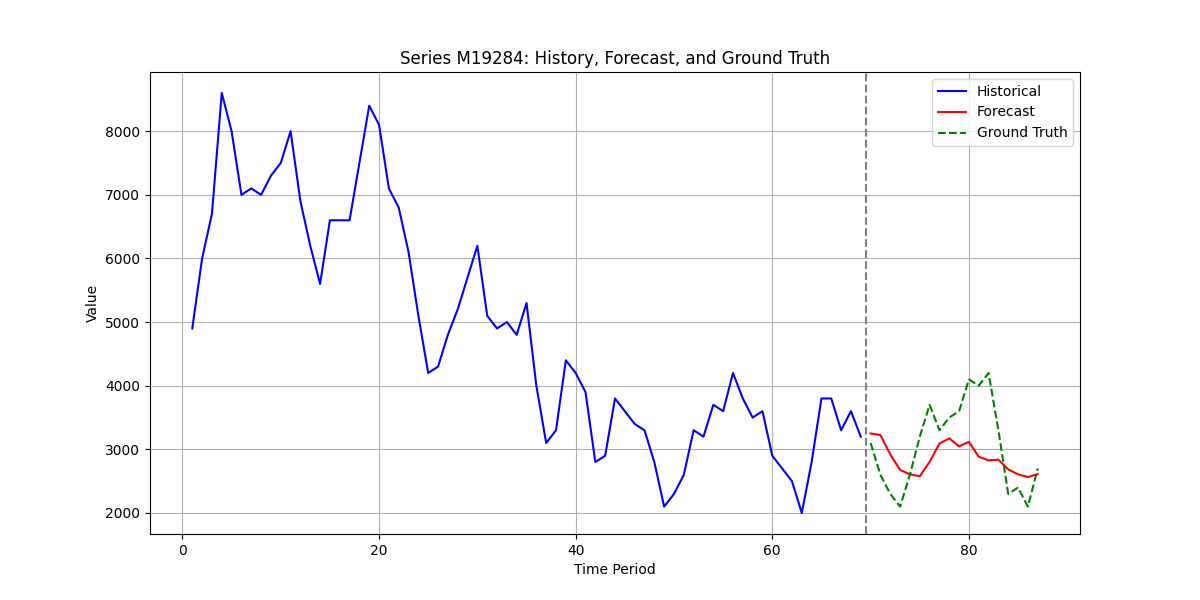 Series M19284: History, Forecast, and Ground Truth
Historical
Forecast
Ground Truth
Value
8000
7000
6000
5000
4000
3000
2000
0
20
40
60
80
Time Period